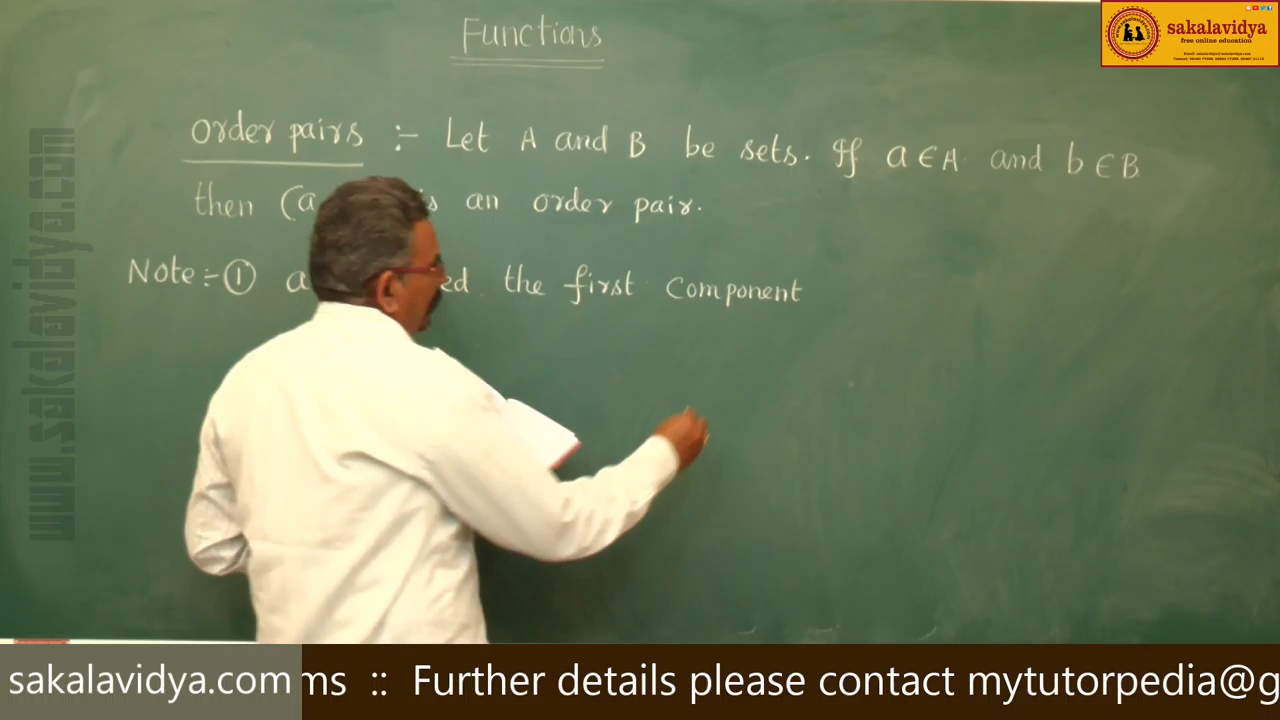 Functions
sakalavidya
free online education
order pairs :- Let A and B be sets. If a ∈ A and b ∈ B
then (a is an order pair.
Note :- ① a ed the first component
www.sakalavidya.com
sakalavidya.com ms :: Further details please contact mytutorpedia@g